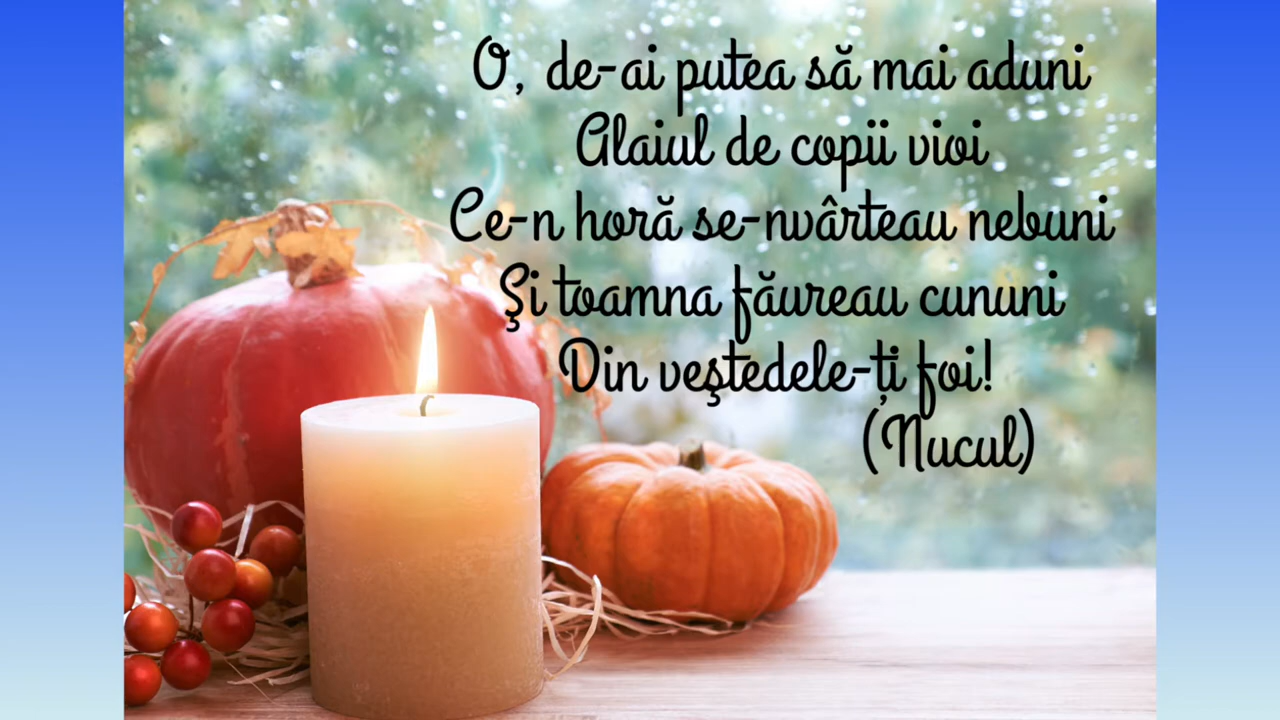 O, de-ai putea să mai aduni
Alaiul de copii vioi
Ce-n horă se-nvârteau nebuni
Şi toamna făureau cununi
Din veştedele-ți foi!
(Nucul)